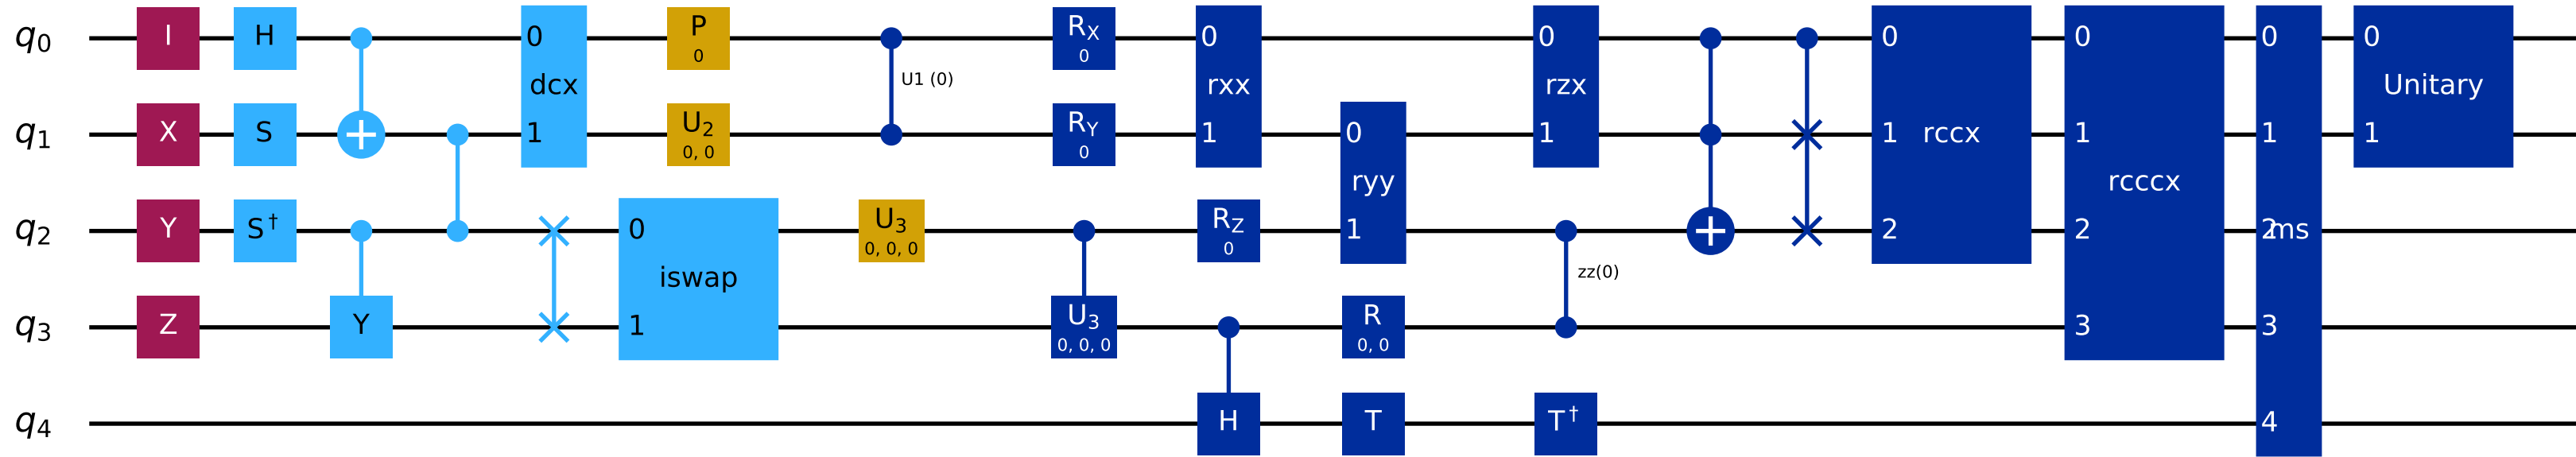 q0 I H 0 P RX 0 0 0 0 0 0
0 0
dcx U1 (0) rxx rzx Unitary
q1 X S 1 U2 RY 1 0 1 1 rccx 1 1 1
0, 0 0
ryy rcccx
q2 Y S† 0 U3 RZ 1 2 2 2ms
0, 0, 0 0
iswap zz(0)
q3 Z Y 1 U3 R 3 3
0, 0, 0 0, 0
q4 H T T† 4